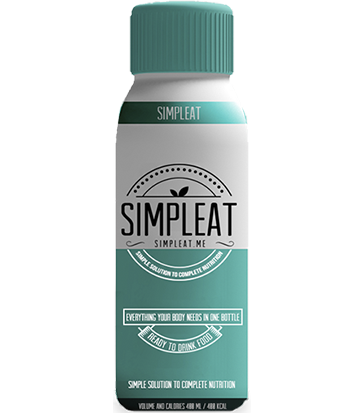 SIMPLEAT
SIMPLEAT
SIMPLEAT.ME
SIMPLE SOLUTION TO COMPLETE NUTRITION
EVERYTHING YOUR BODY NEEDS IN ONE BOTTLE
READY TO DRINK FOOD
SIMPLE SOLUTION TO COMPLETE NUTRITION
VOLUME AND CALORIES 400 ML / 400 KCAL